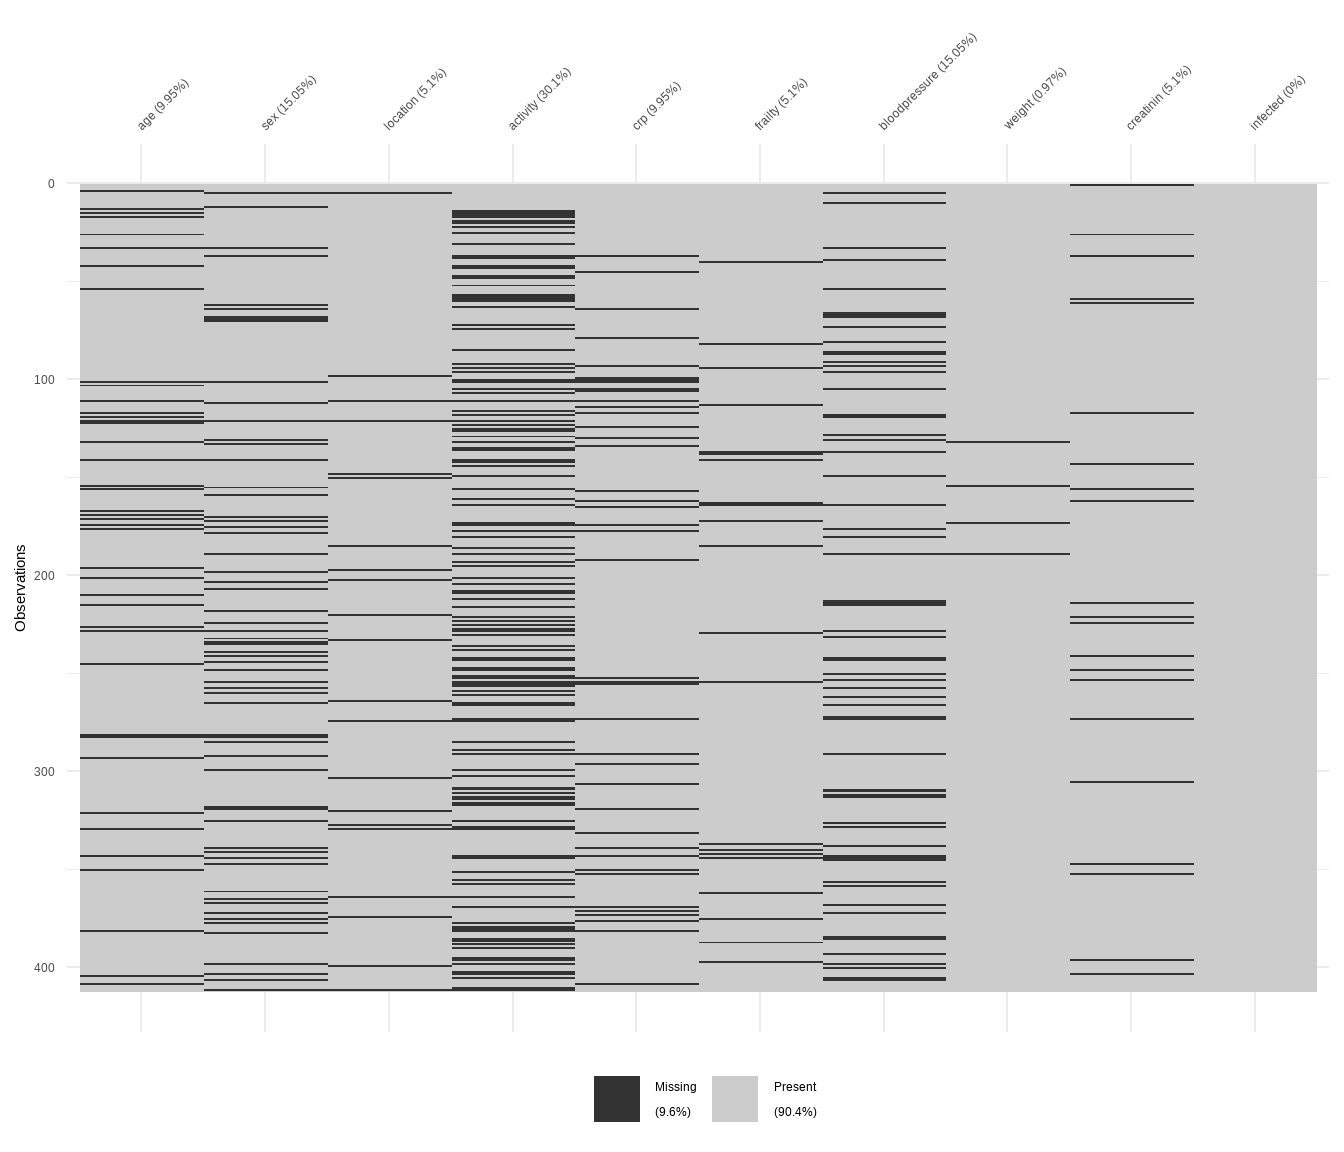 age (9.95%)
sex (15.05%)
location (5.1%)
activity (30.1%)
crp (9.95%)
frailty (5.1%)
bloodpressure (15.05%)
weight (0.97%)
creatinin (5.1%)
infected (0%)
0
100
200
300
400
Observations
Missing
(9.6%)
Present
(90.4%)